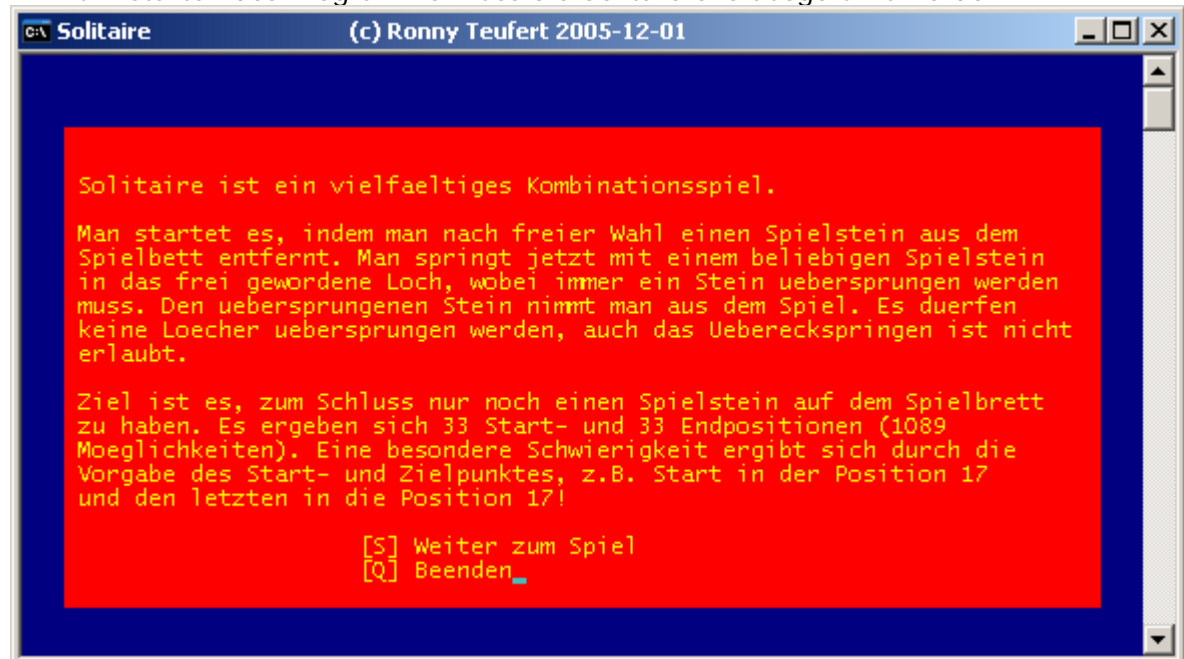 Solitaire (c) Ronny Teufert 2005-12-01
Solitaire ist ein vielfaeltiges Kombinationsspiel.
Man startet es, indem man nach freier Wahl einen Spielstein aus dem
Spielbett entfernt. Man springt jetzt mit einem beliebigen Spielstein
in das frei gewordene Loch, wobei immer ein Stein uebersprungen werden
muss. Den uebersprungenen Stein nimmt man aus dem Spiel. Es duerfen
keine Loecher uebersprungen werden, auch das Uebereckspringen ist nicht
erlaubt.
Ziel ist es, zum Schluss nur noch einen Spielstein auf dem Spielbrett
zu haben. Es ergeben sich 33 Start- und 33 Endpositionen (1089
Moeglichkeiten). Eine besondere Schwierigkeit ergibt sich durch die
Vorgabe des Start- und Zielpunktes, z.B. Start in der Position 17
und den letzten in die Position 17!
[S] Weiter zum Spiel
[Q] Beenden_